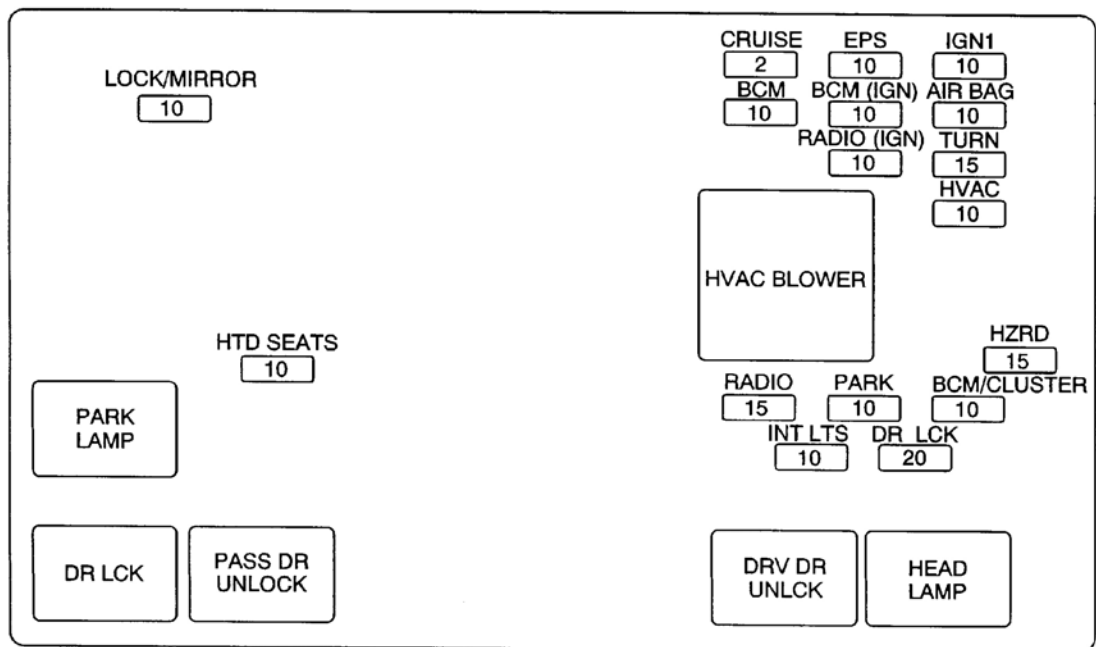 LOCK/MIRROR
10
CRUISE
2
EPS
10
IGN1
10
BCM
10
BCM (IGN)
10
AIR BAG
10
RADIO (IGN)
10
TURN
15
HVAC
10
HVAC BLOWER
HTD SEATS
10
HZRD
15
RADIO
15
PARK
10
BCM/CLUSTER
10
INT LTS
10
DR LCK
20
PARK
LAMP
DR LCK
PASS DR
UNLOCK
DRV DR
UNLCK
HEAD
LAMP